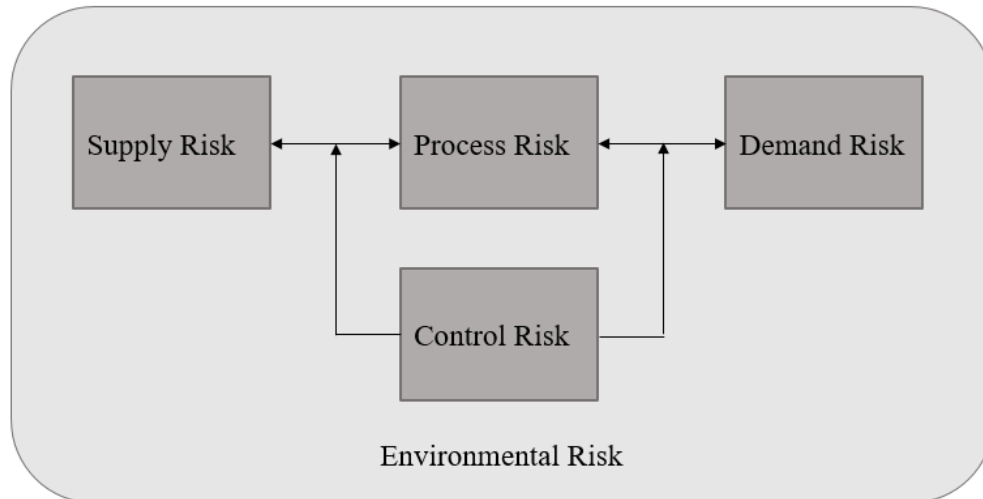 Supply Risk
Process Risk
Demand Risk
Control Risk
Environmental Risk